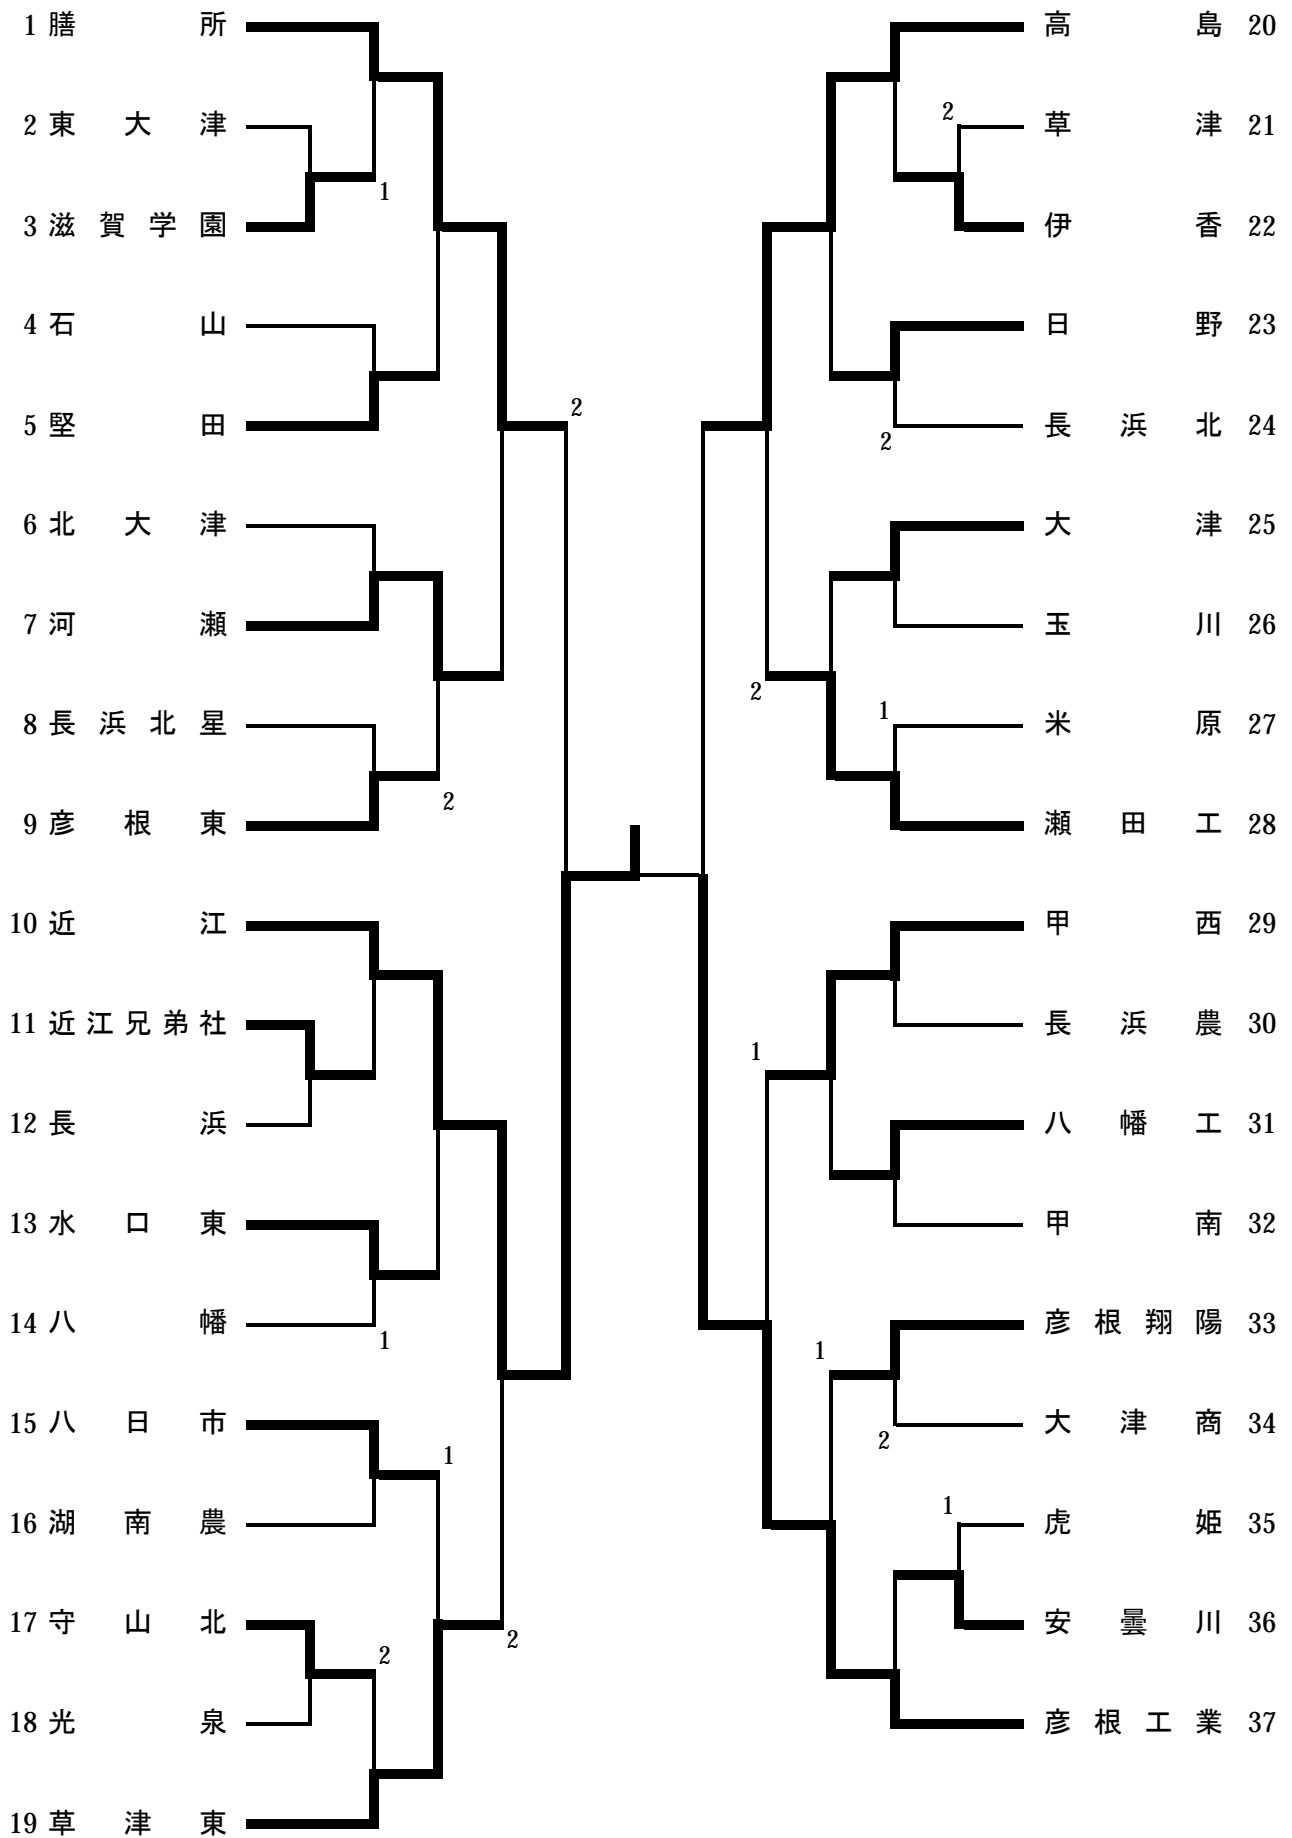 1 膳所
2 東大津
1
3 滋賀学園
4 石山
5 堅田
2
6 北大津
7 河瀬
8 長浜北星
2
9 彦根東
10 近江
11 近江兄弟社
12 長浜
13 水口東
14 八幡
1
15 八日市
1
16 湖南農
17 守山北
2
2
18 光泉
19 草津東
高島 20
2
草津 21
伊香 22
日野 23
長浜北 24
2
大津 25
玉川 26
2
1
米原 27
瀬田工 28
甲西 29
長浜農 30
1
八幡工 31
甲南 32
彦根翔陽 33
1
大津商 34
2
1
虎姫 35
安曇川 36
彦根工業 37